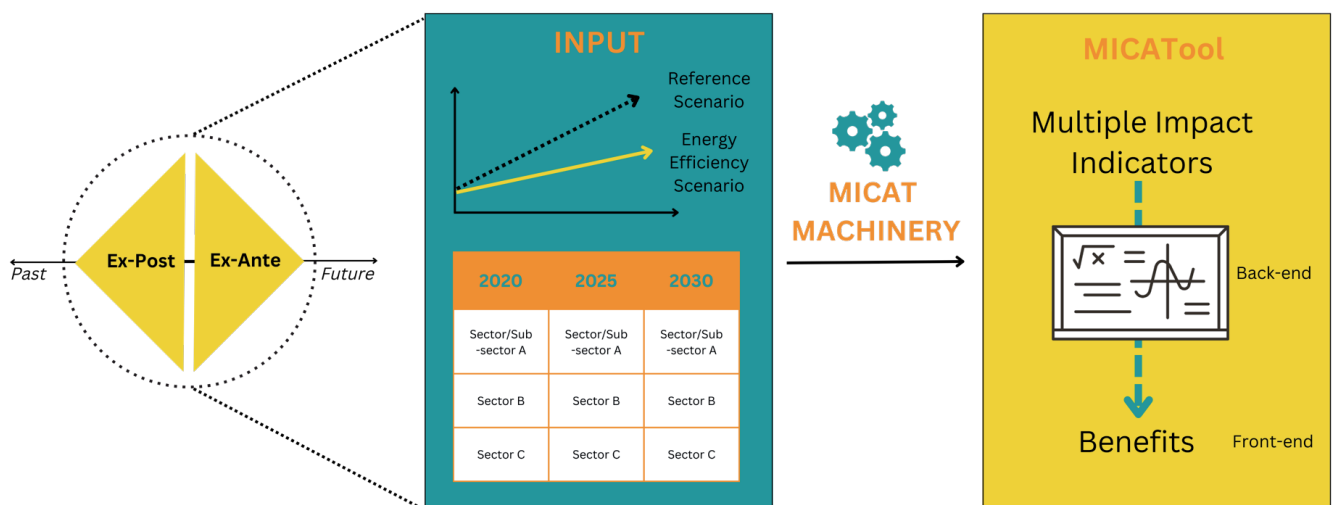 Past
Ex-Post
Ex-Ante
Future
INPUT
Reference
Scenario
Energy
Efficiency
Scenario
2020 2025 2030
Sector/Sub
-sector A
Sector/Sub
-sector A
Sector/Sub
-sector A
Sector B Sector B Sector B
Sector C Sector C Sector C
MICAT
MACHINERY
MICATool
Multiple Impact
Indicators
√x
Back-end
Benefits
Front-end